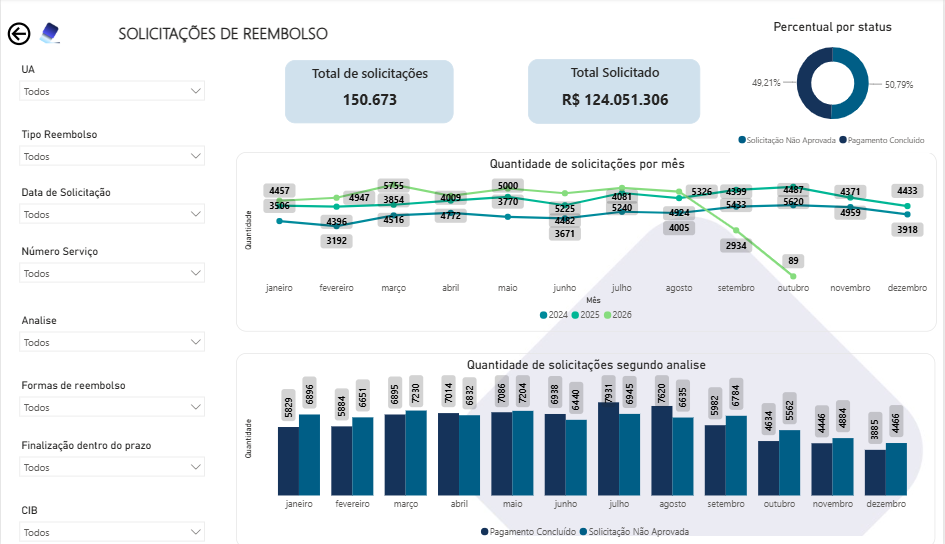 SOLICITAÇÕES DE REEMBOLSO
UA
Todos
Tipo Reembolso
Todos
Data de Solicitação
Todos
Número Serviço
Todos
Analise
Todos
Formas de reembolso
Todos
Finalização dentro do prazo
Todos
CIB
Todos
Total de solicitações
150.673
Total Solicitado
R$ 124.051.306
Percentual por status
49,21%
50,79%
Solicitação Não Aprovada Pagamento Concluído
Quantidade de solicitações por mês
Quantidade
4457 4947 5755 4009 5000 5225 4081 5326 4399 4487 4371 4433
3506 4396 3854 4772 3770 4482 5240 4924 5433 5620 4959 3918
3192 4516 3671 4005 2934 89
janeiro fevereiro março abril maio junho julho agosto setembro outubro novembro dezembro
Mês
2024 2025 2026
Quantidade de solicitações segundo analise
Quantidade
5829 6896 5884 6651 6895 7230 7014 6832 7086 7204 6938 6440 7931 6945 7620 6635 5982 6784 4634 5562 4446 4884 3885 4466
janeiro fevereiro março abril maio junho julho agosto setembro outubro novembro dezembro
Pagamento Concluído Solicitação Não Aprovada